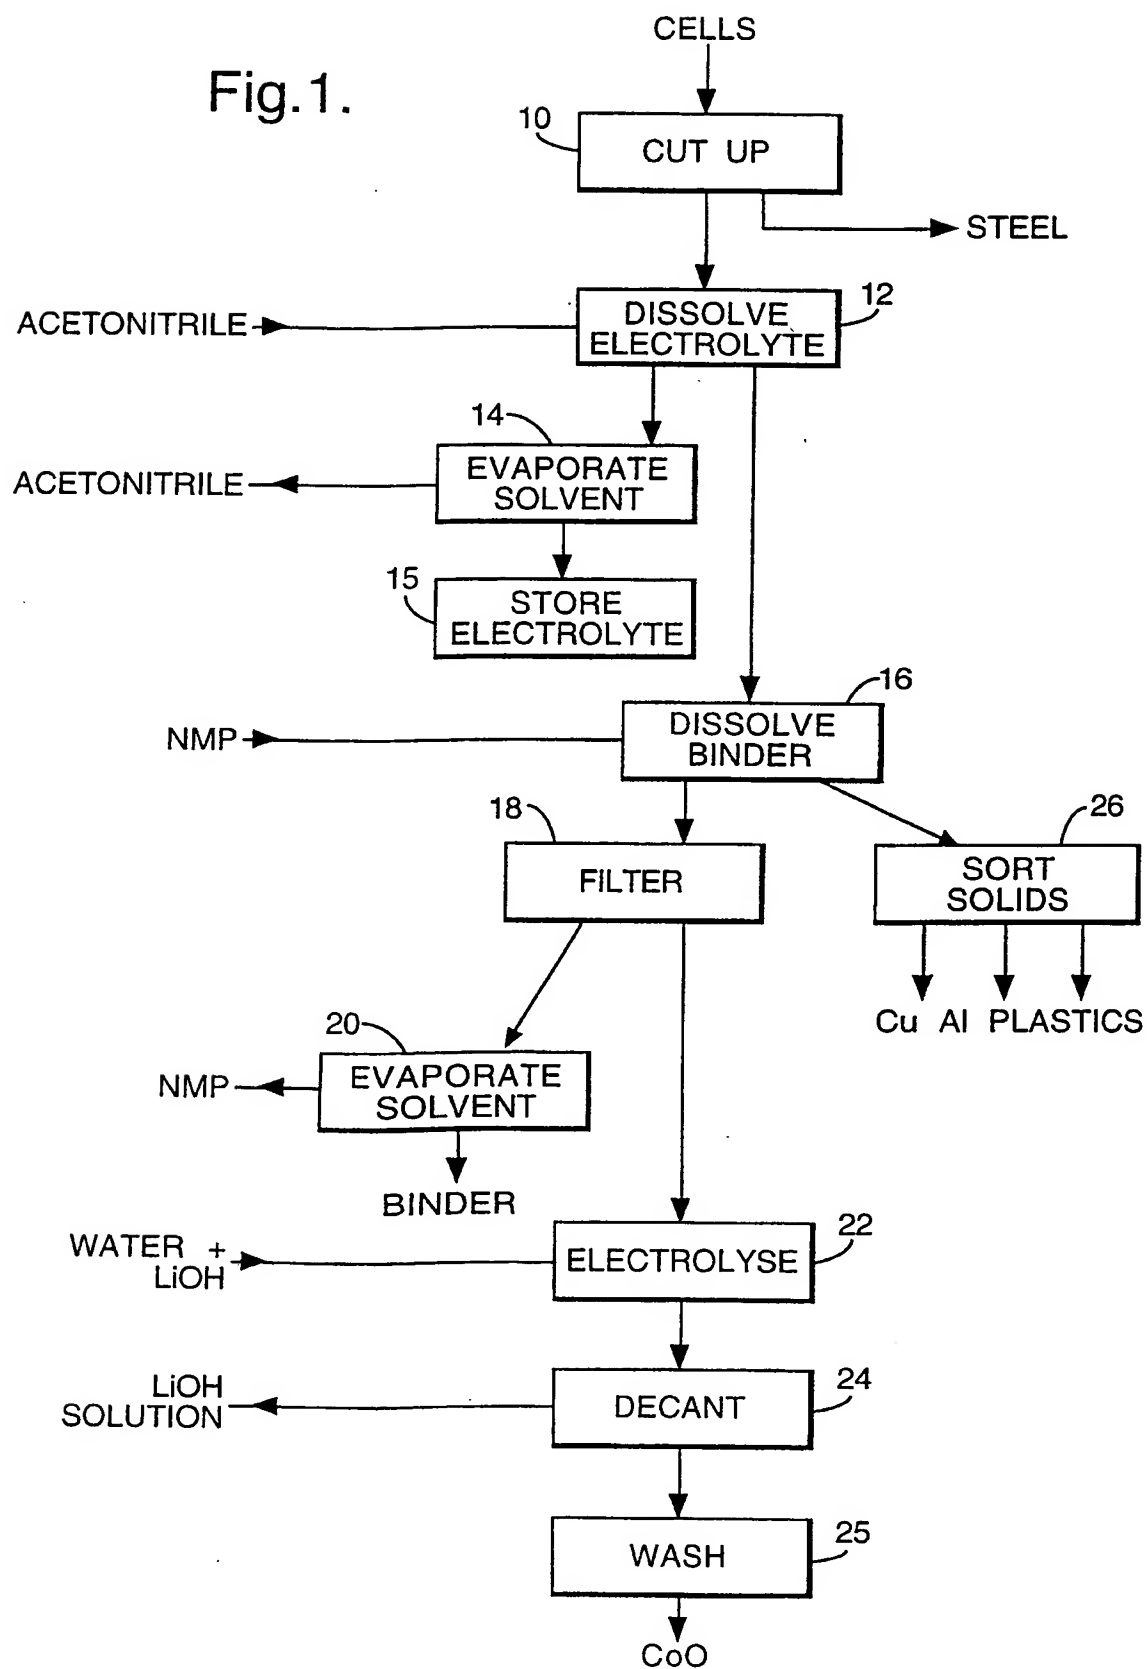 CELLS
Fig.1.
10
CUT UP
STEEL
12
ACETONITRILE
DISSOLVE
ELECTROLYTE
14
ACETONITRILE
EVAPORATE
SOLVENT
15
STORE
ELECTROLYTE
16
NMP
DISSOLVE
BINDER
18
26
FILTER
SORT
SOLIDS
Cu Al PLASTICS
20
NMP
EVAPORATE
SOLVENT
BINDER
22
WATER +
LiOH
ELECTROLYSE
24
LiOH
SOLUTION
DECANT
25
WASH
CoO